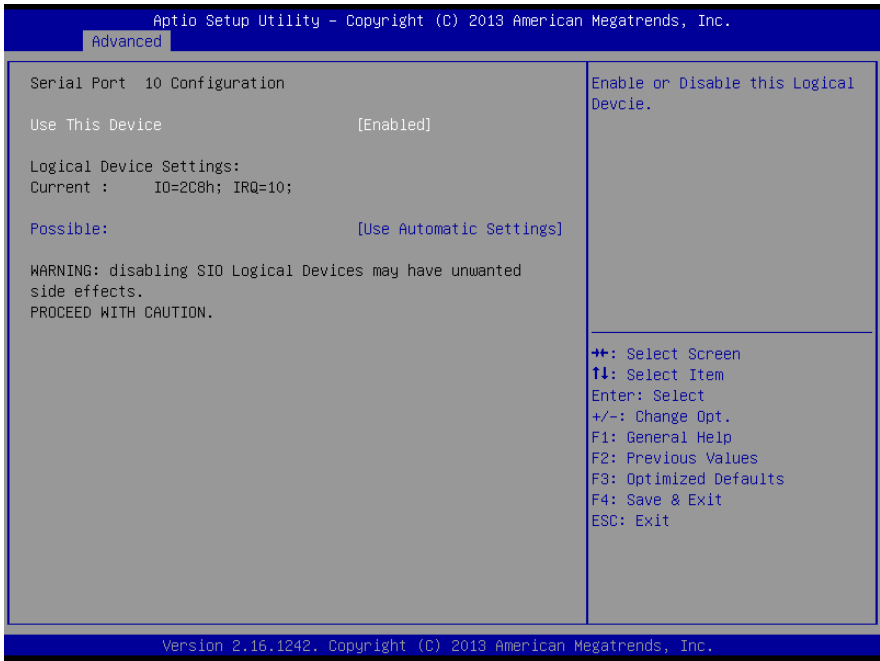 Aptio Setup Utility – Copyright (C) 2013 American Megatrends, Inc.
Advanced
Serial Port 10 Configuration
Use This Device [Enabled]
Logical Device Settings:
Current : IO=2C8h; IRQ=10;
Possible: [Use Automatic Settings]
WARNING: disabling SIO Logical Devices may have unwanted
side effects.
PROCEED WITH CAUTION.
Enable or Disable this Logical
Devcie.
→←: Select Screen
↑↓: Select Item
Enter: Select
+/-: Change Opt.
F1: General Help
F2: Previous Values
F3: Optimized Defaults
F4: Save & Exit
ESC: Exit
Version 2.16.1242. Copyright (C) 2013 American Megatrends, Inc.